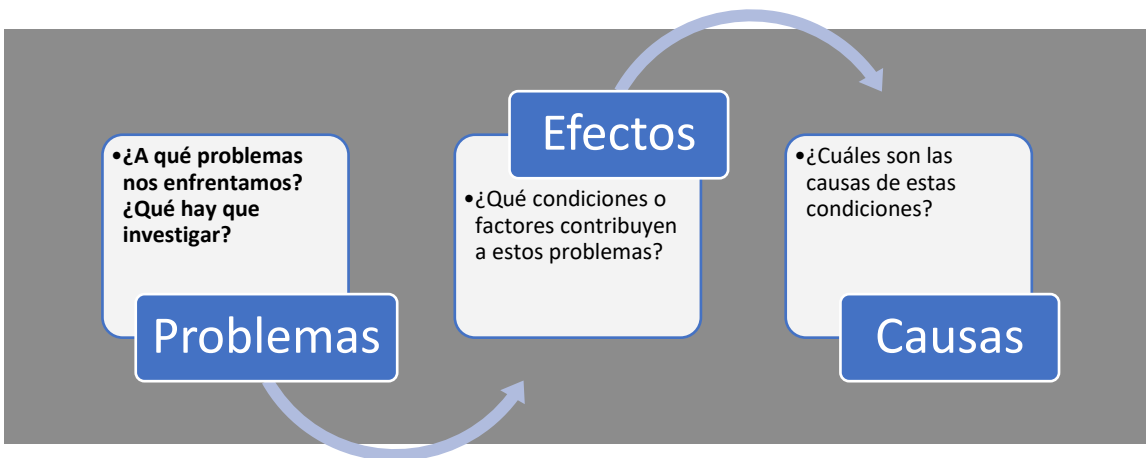 •¿A qué problemas
nos enfrentamos?
¿Qué hay que
investigar?
Problemas
Efectos
•¿Qué condiciones o
factores contribuyen
a estos problemas?
•¿Cuáles son las
causas de estas
condiciones?
Causas